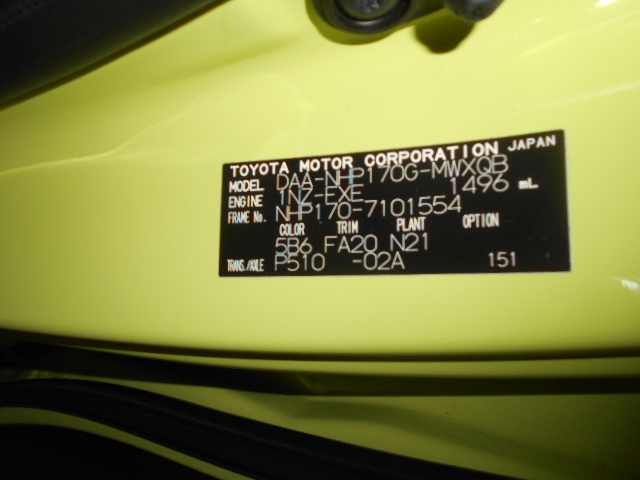 TOYOTA MOTOR CORPORATION JAPAN
MODEL DAA-NHP170G-MWXQB
ENGINE 1NZ-FXE 1496 mL
FRAME No. NHP170-7101554
COLOR TRIM PLANT OPTION
5B6 FA20 N21
TRANS./AXLE P510 -02A 151